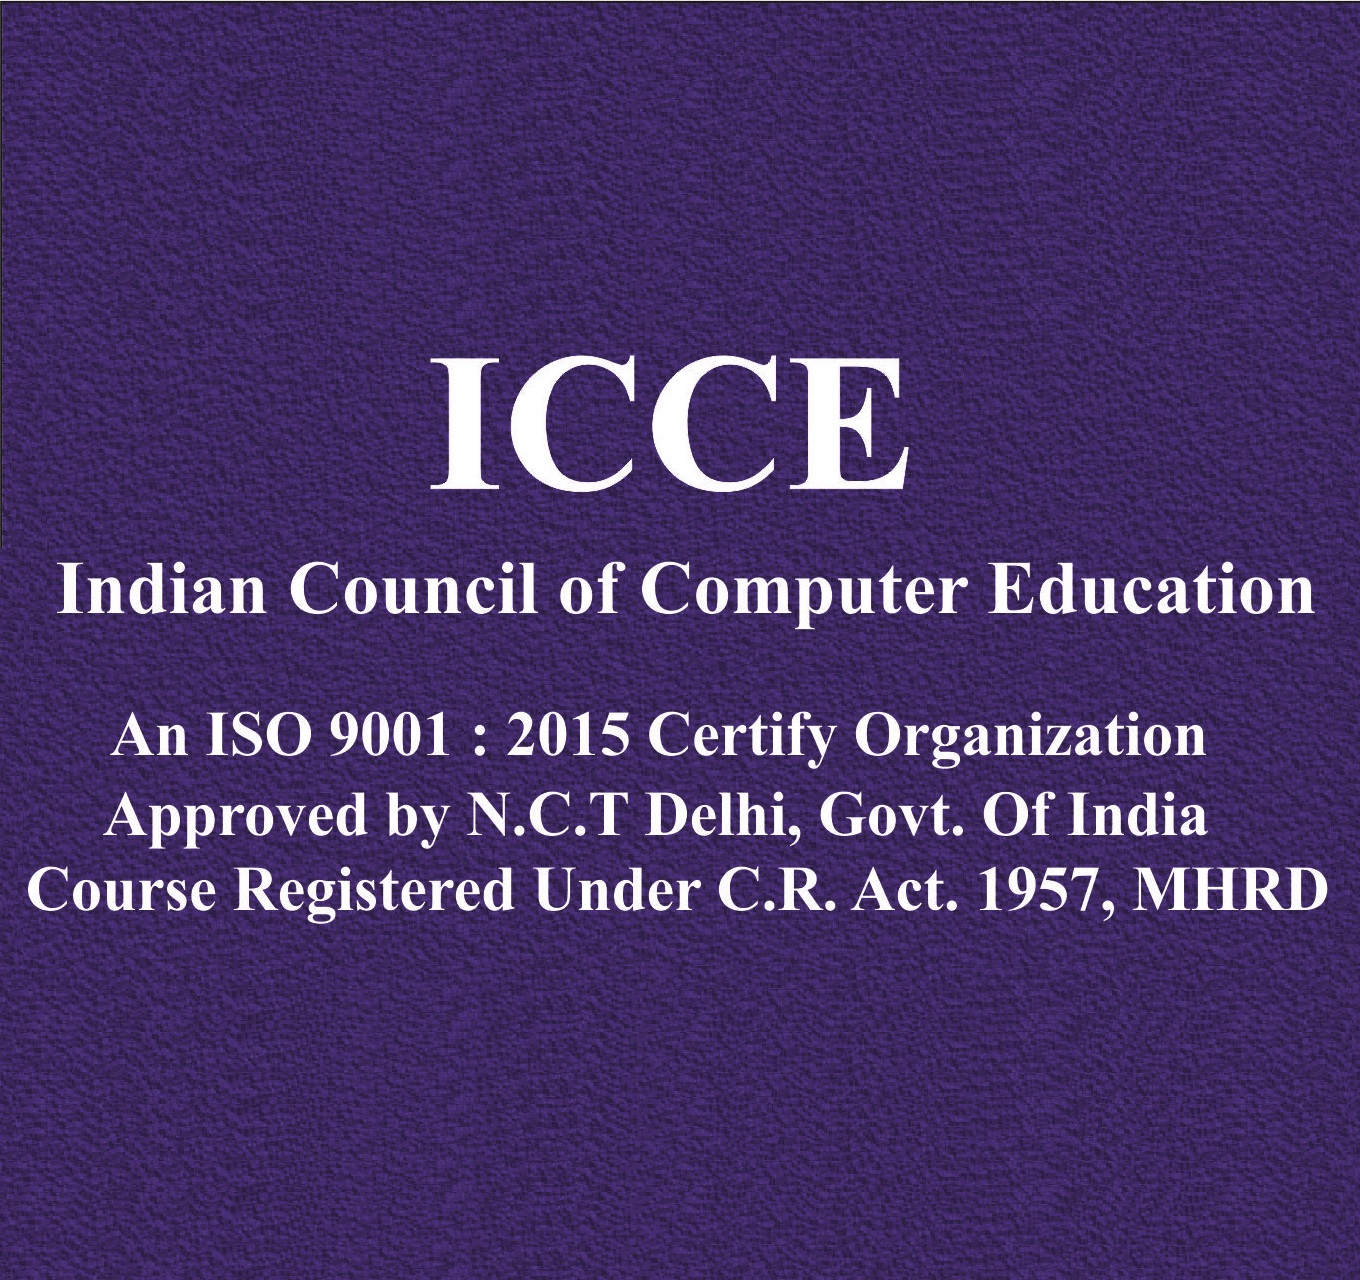 ICCE
Indian Council of Computer Education
An ISO 9001 : 2015 Certify Organization
Approved by N.C.T Delhi, Govt. Of India
Course Registered Under C.R. Act. 1957, MHRD